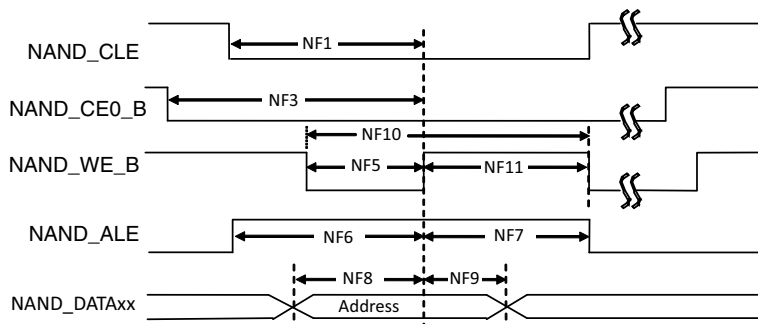 NAND_CLE
NF1
NAND_CE0_B
NF3
NF10
NAND_WE_B
NF5
NF11
NAND_ALE
NF6
NF7
NF8
NF9
NAND_DATAxx
Address